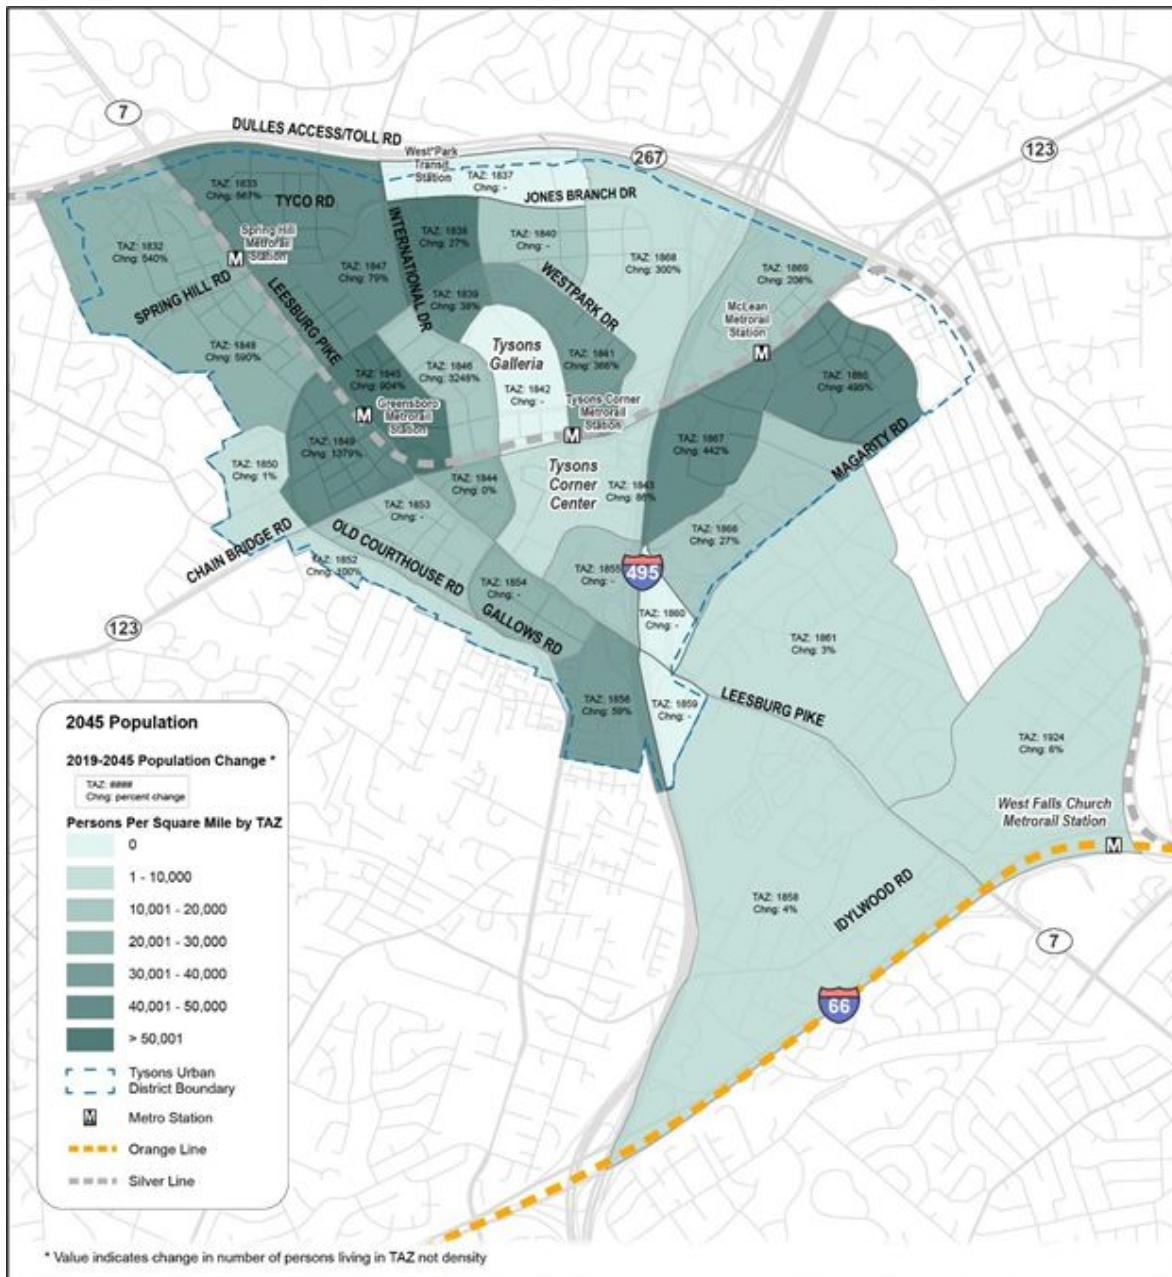 7
DULLES ACCESS/TOLL RD
West*Park
Transit
Station
267
123
TAZ: 1837
Chng: -
JONES BRANCH DR
TAZ: 1833
Chng: 667%
TYCO RD
INTERNATIONAL DR
TAZ: 1838
Chng: 27%
TAZ: 1840
Chng: -
TAZ: 1832
Chng: 540%
Spring Hill
Metrorail
Station
M
TAZ: 1847
Chng: 79%
TAZ: 1868
Chng: 300%
TAZ: 1869
Chng: 206%
SPRING HILL RD
LEESBURG PIKE
TAZ: 1839
Chng: 38%
WESTPARK DR
McLean
Metrorail
Station
M
TAZ: 1848
Chng: 590%
TAZ: 1845
Chng: 904%
TAZ: 1846
Chng: 3248%
Tysons
Galleria
TAZ: 1841
Chng: 366%
Chng: 499%
TAZ: 1842
Chng: -
Greensboro
Metrorail
Station
M
Tysons Corner
Metrorail
Station
M
TAZ: 1849
Chng: 1379%
TAZ: 1867
Chng: 442%
MAGARITY RD
TAZ: 1850
Chng: 1%
TAZ: 1844
Chng: 0%
Tysons
Corner
Center
TAZ: 1843
Chng: 86%
TAZ: 1853
Chng: -
CHAIN BRIDGE RD
OLD COURTHOUSE RD
Chng: 27%
TAZ: 1852
Chng: 100%
TAZ: 1854
Chng: -
TAZ: 1855
Chng: -
495
GALLOWS RD
TAZ: 1860
Chng: -
TAZ: 1861
Chng: 3%
123
TAZ: 1856
Chng: 59%
TAZ: 1859
Chng: -
LEESBURG PIKE
TAZ: 1924
Chng: 6%
West Falls Church
Metrorail Station
M
TAZ: 1858
Chng: 4%
IDYLWOOD RD
7
66
2045 Population
2019-2045 Population Change *
TAZ: ####
Chng: percent change
Persons Per Square Mile by TAZ
0
1 - 10,000
10,001 - 20,000
20,001 - 30,000
30,001 - 40,000
40,001 - 50,000
> 50,001
Tysons Urban
District Boundary
M Metro Station
Orange Line
Silver Line
* Value indicates change in number of persons living in TAZ not density